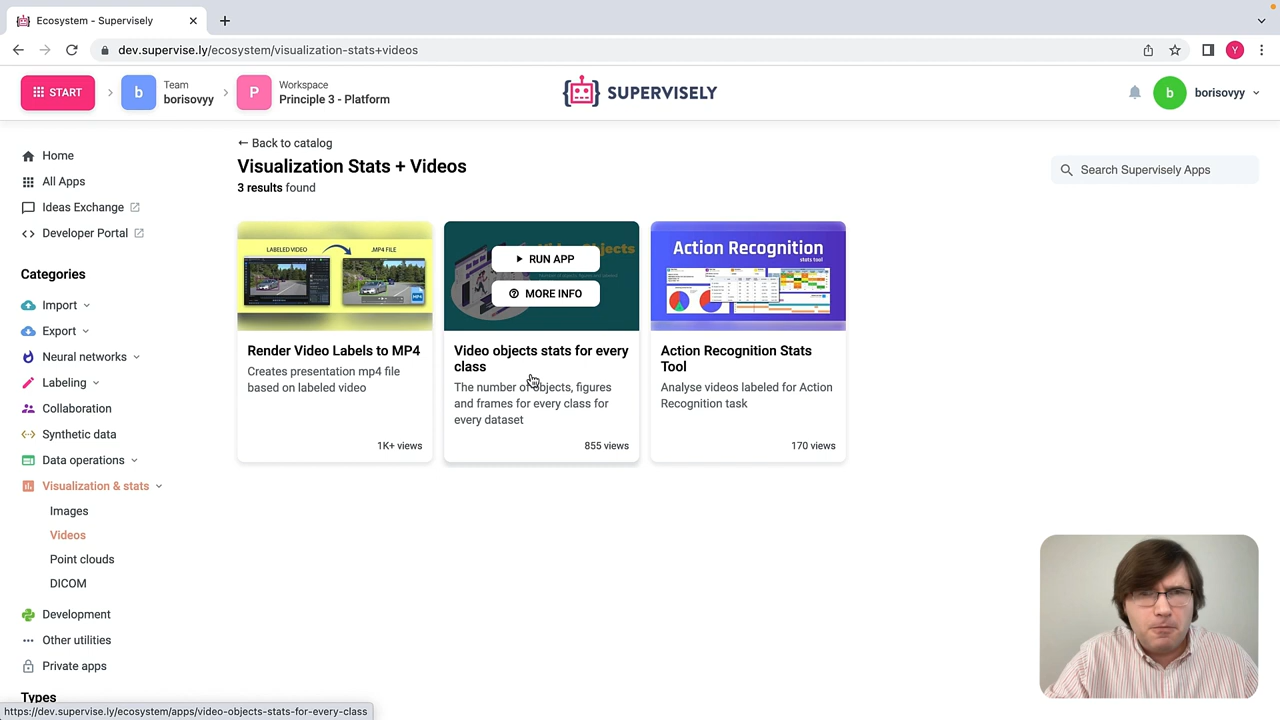 Ecosystem - Supervisely
dev.supervise.ly/ecosystem/visualization-stats+videos
Y
START
b
Team
borisovyy
P
Workspace
Principle 3 - Platform
SUPERVISELY
b
borisovyy
Home
All Apps
Ideas Exchange
Developer Portal
Categories
Import
Export
Neural networks
Labeling
Collaboration
Synthetic data
Data operations
Visualization & stats
Images
Videos
Point clouds
DICOM
Development
Other utilities
Private apps
Types
← Back to catalog
Visualization Stats + Videos
3 results found
Search Supervisely Apps
LABELED VIDEO
.MP4 FILE
MP4
Render Video Labels to MP4
Creates presentation mp4 file
based on labeled video
1K+ views
Video Objects
RUN APP
MORE INFO
Video objects stats for every
class
The number of objects, figures
and frames for every class for
every dataset
855 views
Action Recognition
stats tool
Action Recognition Stats
Tool
Analyse videos labeled for Action
Recognition task
170 views
https://dev.supervise.ly/ecosystem/apps/video-objects-stats-for-every-class